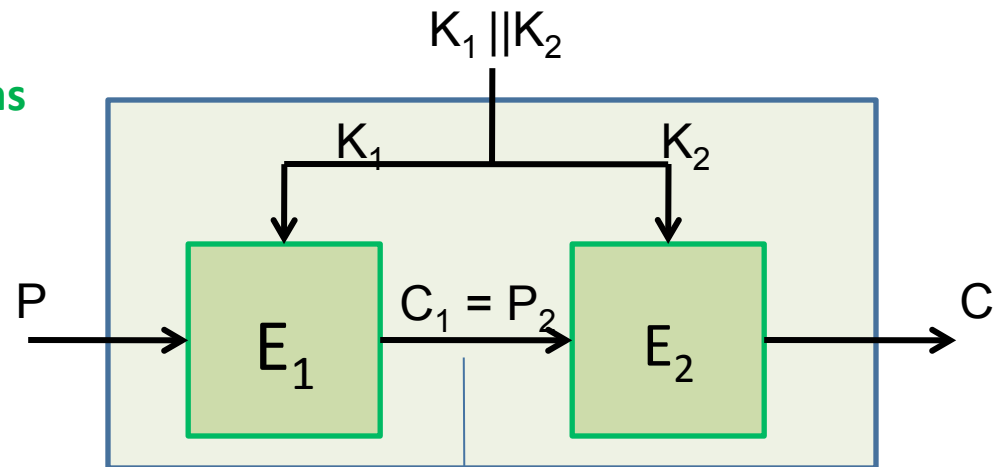 K₁ ||K₂
K₁
K₂
P
E₁
C₁ = P₂
E₂
C